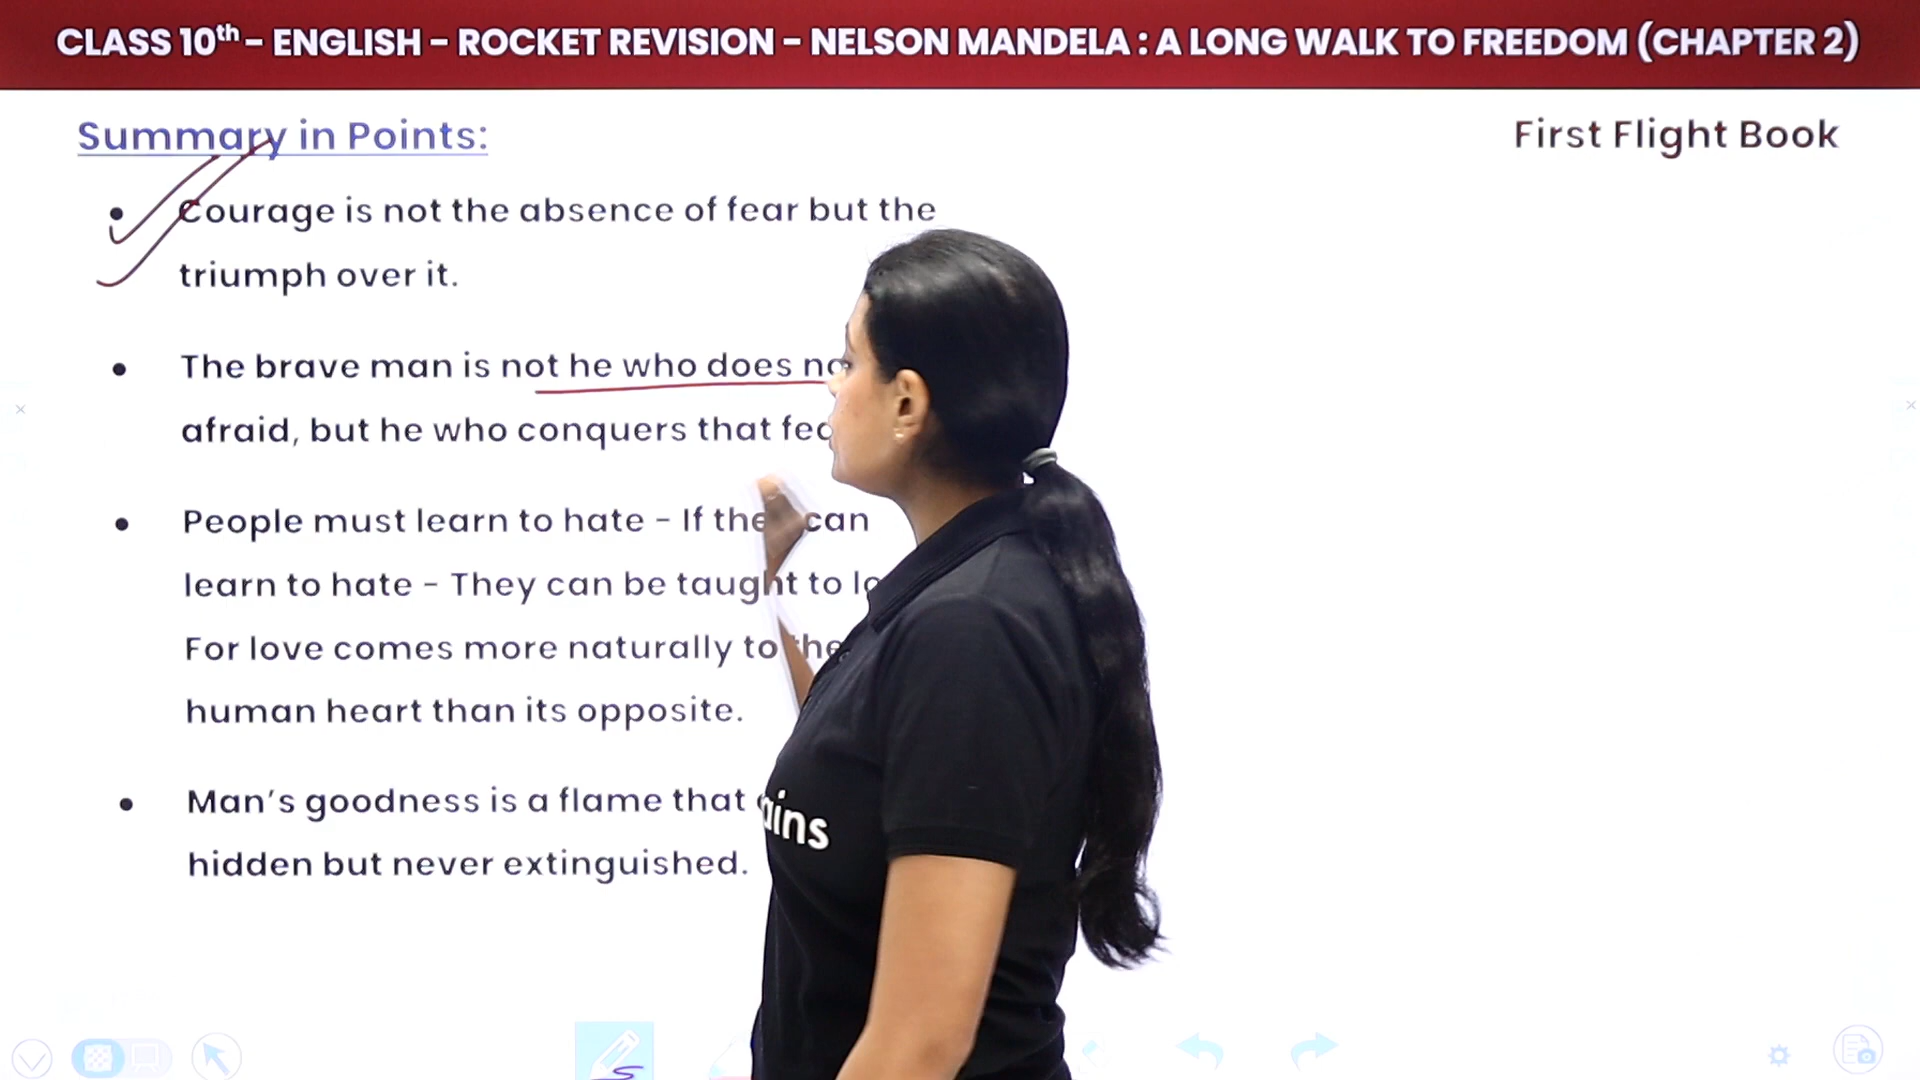 CLASS 10th - ENGLISH - ROCKET REVISION - NELSON MANDELA : A LONG WALK TO FREEDOM (CHAPTER 2)
Summary in Points:
First Flight Book
• Courage is not the absence of fear but the
triumph over it.
• The brave man is not he who does
afraid, but he who conquers that
• People must learn to hate - If can
learn to hate - They can be taught to
For love comes more naturally to
human heart than its opposite.
• Man's goodness is a flame that
hidden but never extinguished.